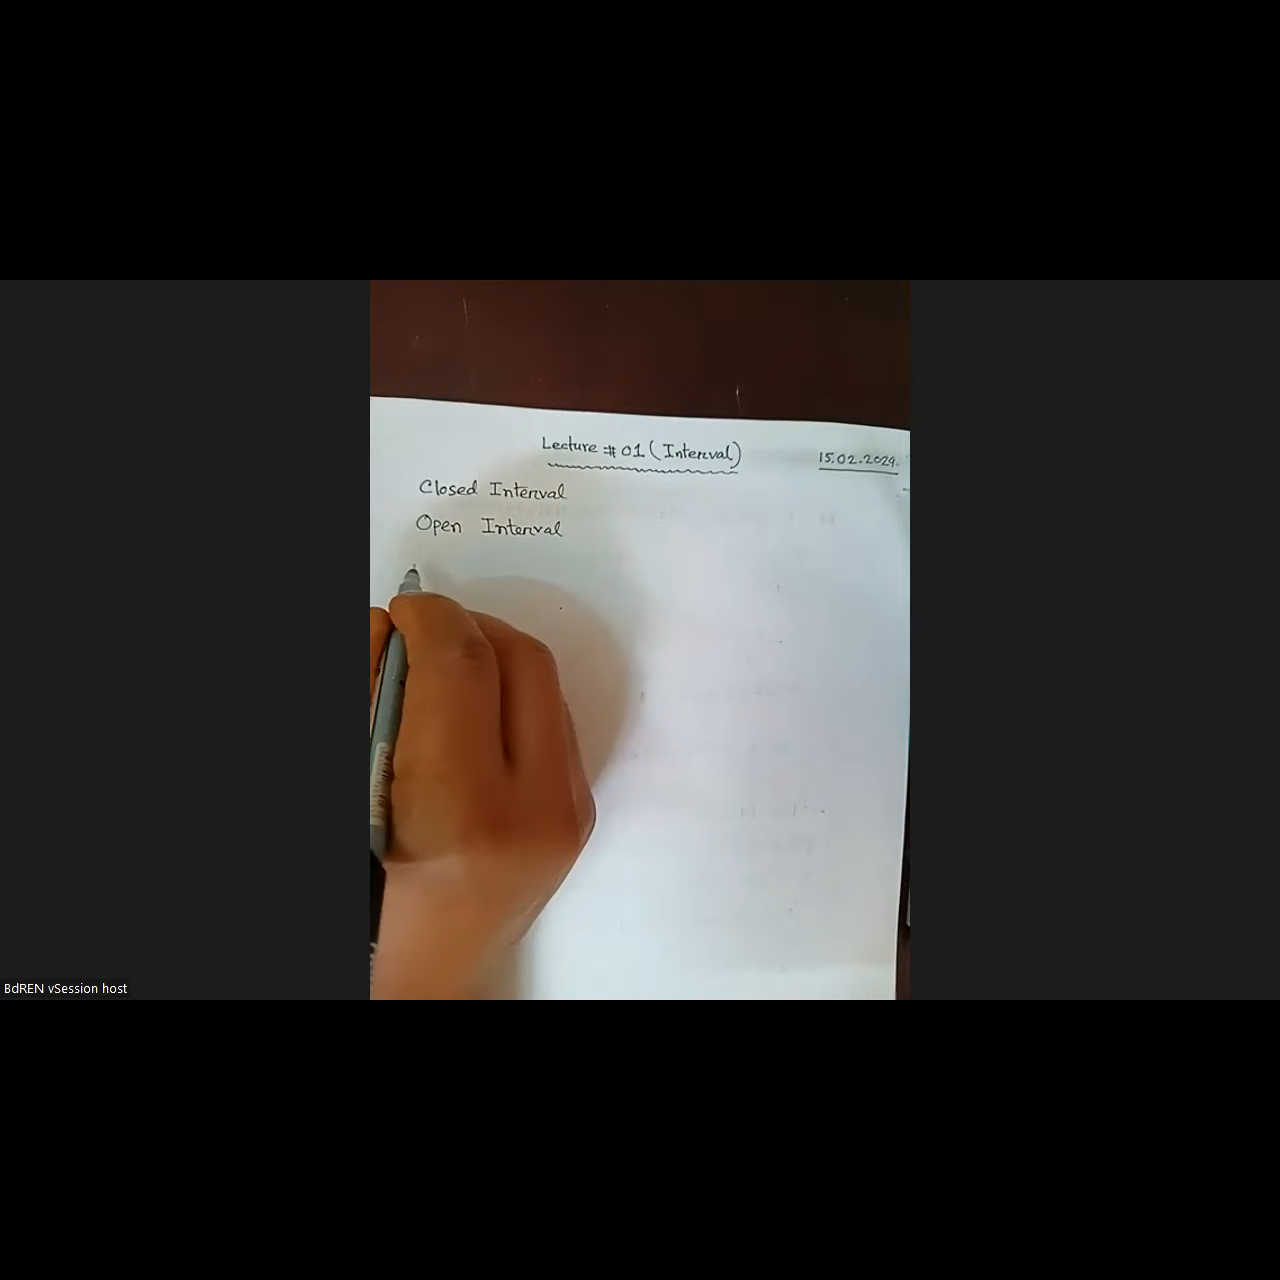 Lecture # 01 (Interval)
15.02.2024.
Closed Interval
Open Interval
BdREN vSession host